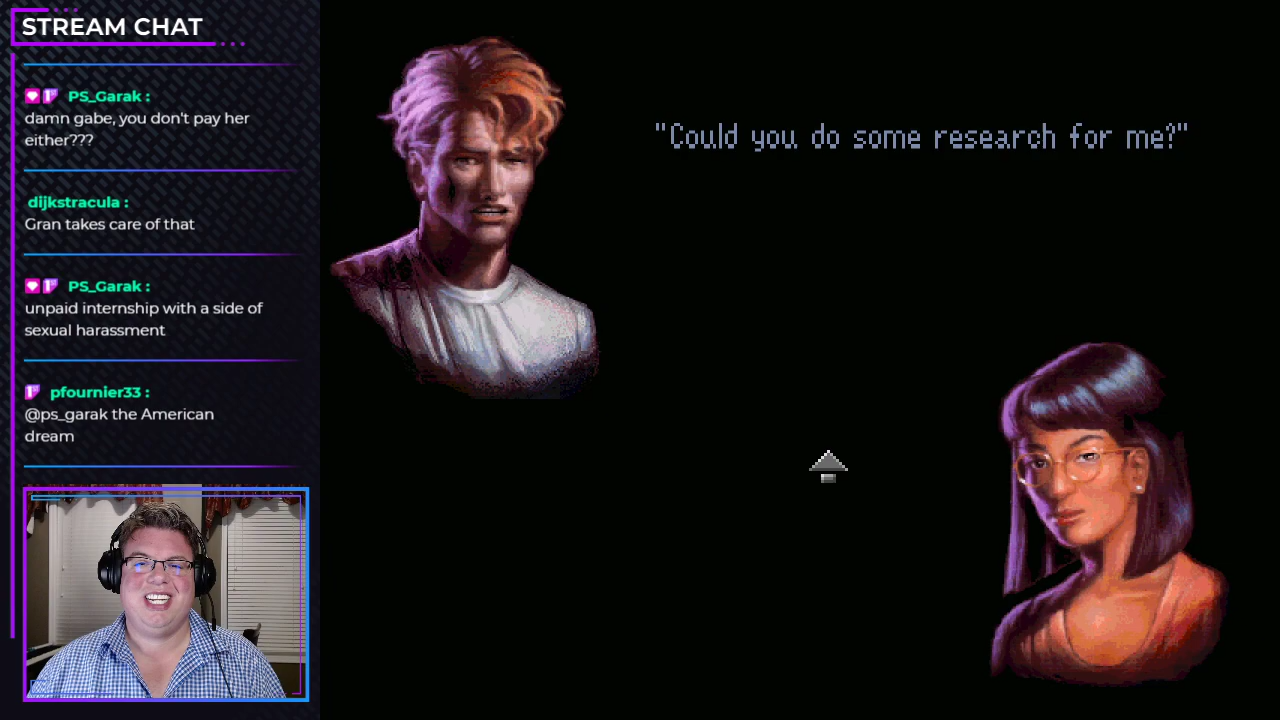 STREAM CHAT
PS_Garak :
damn gabe, you don't pay her
either???
dijkstracula :
Gran takes care of that
PS_Garak :
unpaid internship with a side of
sexual harassment
pfournier33 :
@ps_garak the American
dream
"Could you do some research for me?"